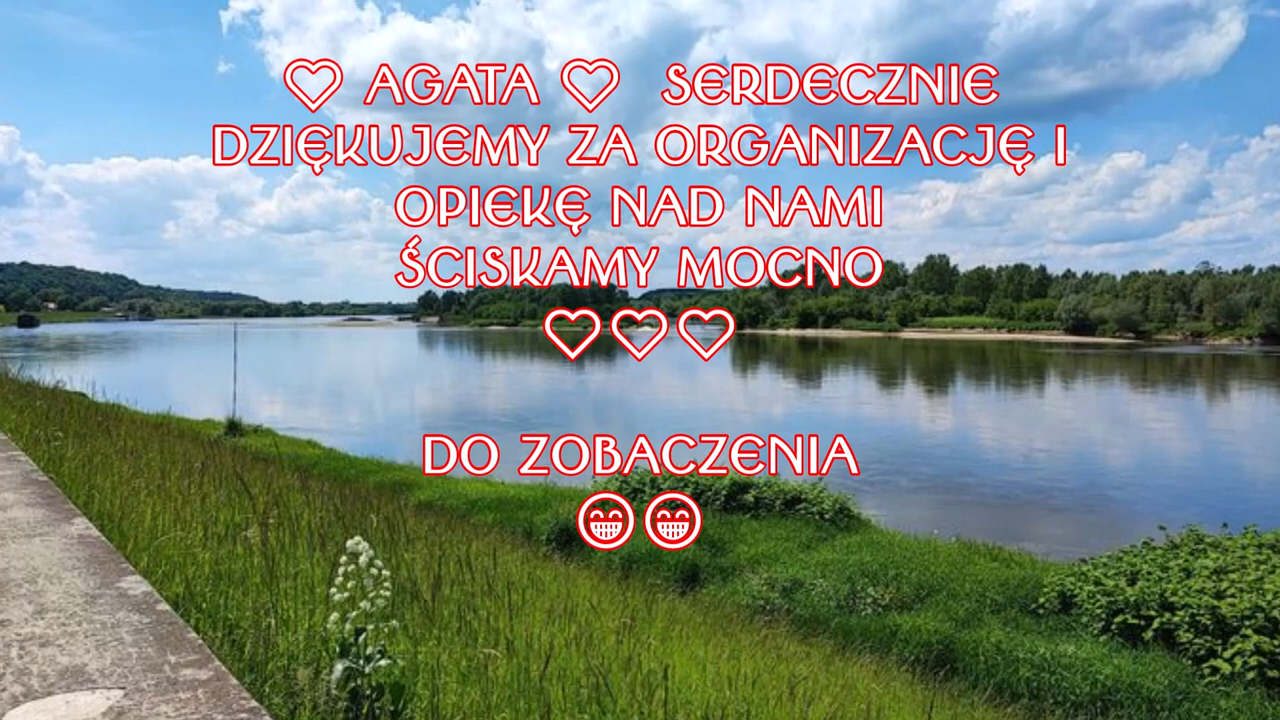 ♡ AGATA ♡ SERDECZNIE
DZIĘKUJEMY ZA ORGANIZACJĘ I
OPIEKĘ NAD NAMI
ŚCISKAMY MOCNO
♡♡♡
DO ZOBACZENIA
😁😁